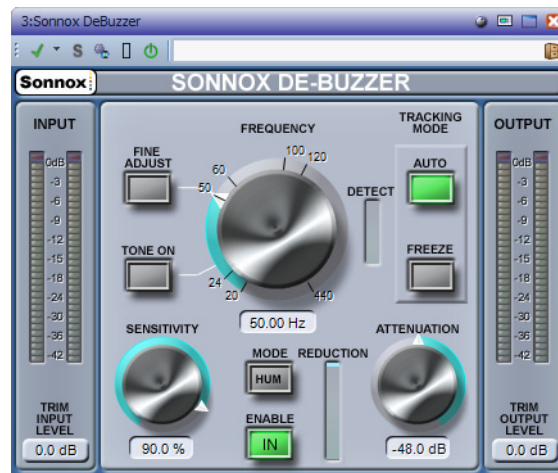 3:Sonnox DeBuzzer
S
Sonnox
SONNOX DE-BUZZER
INPUT
0dB
-3
-6
-9
-12
-15
-18
-24
-30
-36
-42
TRIM
INPUT
LEVEL
0.0 dB
FINE
ADJUST
TONE ON
FREQUENCY
20
24
50
60
100
120
440
50.00 Hz
DETECT
TRACKING
MODE
AUTO
FREEZE
SENSITIVITY
90.0 %
MODE
HUM
ENABLE
IN
REDUCTION
ATTENUATION
-48.0 dB
OUTPUT
0dB
-3
-6
-9
-12
-15
-18
-24
-30
-36
-42
TRIM
OUTPUT
LEVEL
0.0 dB